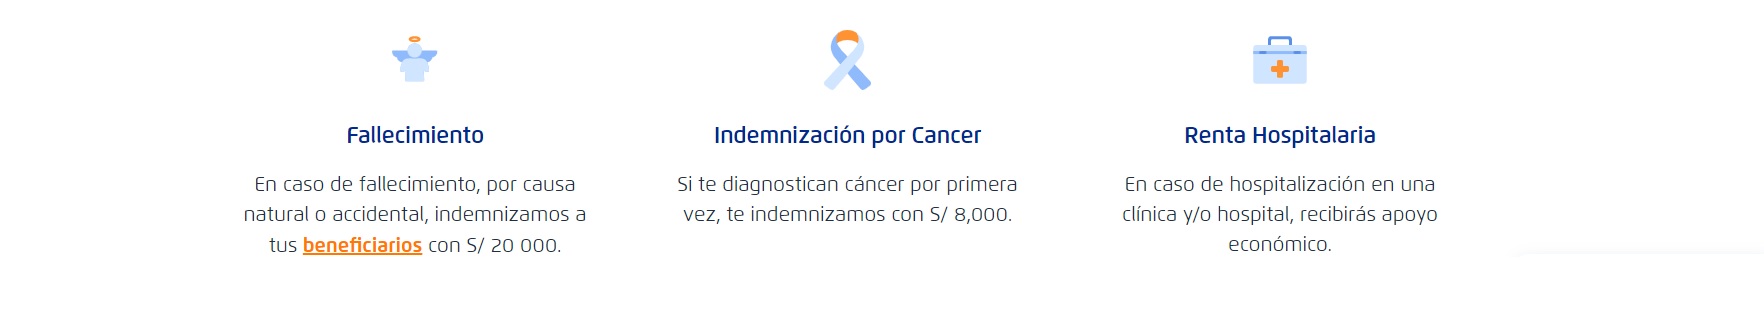 Fallecimiento
En caso de fallecimiento, por causa
natural o accidental, indemnizamos a
tus beneficiarios con S/ 20 000.
Indemnización por Cancer
Si te diagnostican cáncer por primera
vez, te indemnizamos con S/ 8,000.
Renta Hospitalaria
En caso de hospitalización en una
clínica y/o hospital, recibirás apoyo
económico.